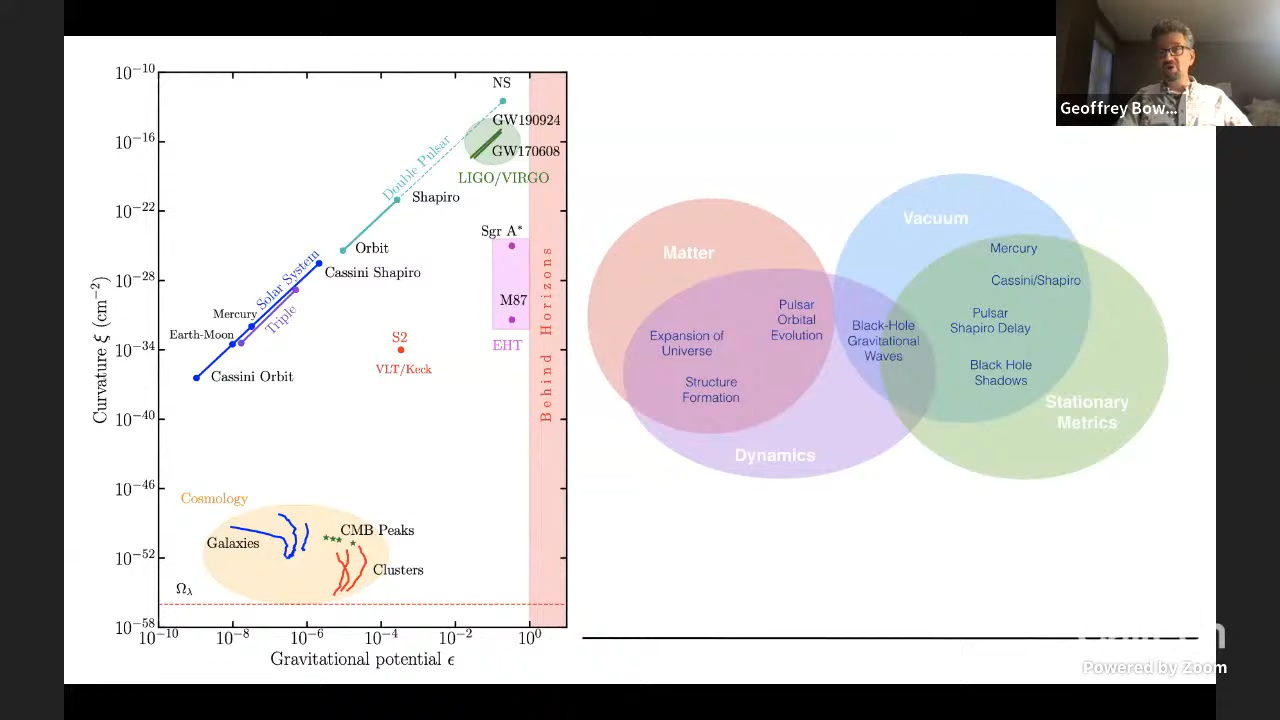 Geoffrey Bow...
10⁻¹⁰
10⁻¹⁶
10⁻²²
10⁻²⁸
10⁻³⁴
10⁻⁴⁰
10⁻⁴⁶
10⁻⁵²
10⁻⁵⁸
Curvature ξ (cm⁻²)
NS
GW190924
GW170608
LIGO/VIRGO
Double Pulsar
Shapiro
Orbit
Sgr A*
M87
EHT
Behind Horizons
Solar System
Cassini Shapiro
Mercury
Triple
Earth-Moon
Cassini Orbit
S2
VLT/Keck
Cosmology
Galaxies
CMB Peaks
Clusters
Ωλ
10⁻¹⁰ 10⁻⁸ 10⁻⁶ 10⁻⁴ 10⁻² 10⁰
Gravitational potential ϵ
Matter
Pulsar
Orbital
Evolution
Expansion of
Universe
Structure
Formation
Dynamics
Black-Hole
Gravitational
Waves
Vacuum
Mercury
Cassini/Shapiro
Pulsar
Shapiro Delay
Black Hole
Shadows
Stationary
Metrics
Powered by Zoom